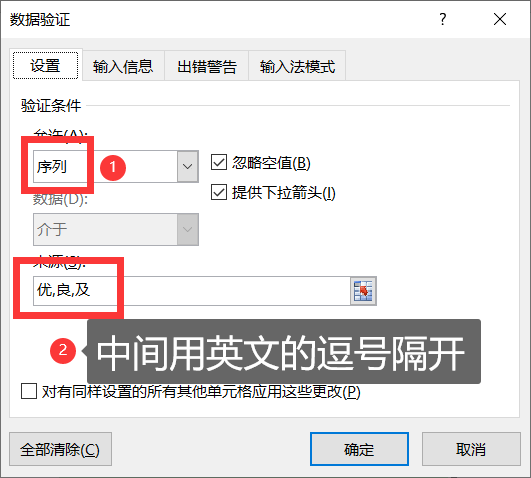 数据验证
设置 输入信息 出错警告 输入法模式
验证条件
允许(A):
序列 1 忽略空值(B)
提供下拉箭头(I)
数据(D):
介于
来源(S):
优,良,及
2 中间用英文的逗号隔开
对有同样设置的所有其他单元格应用这些更改(P)
全部清除(C) 确定 取消